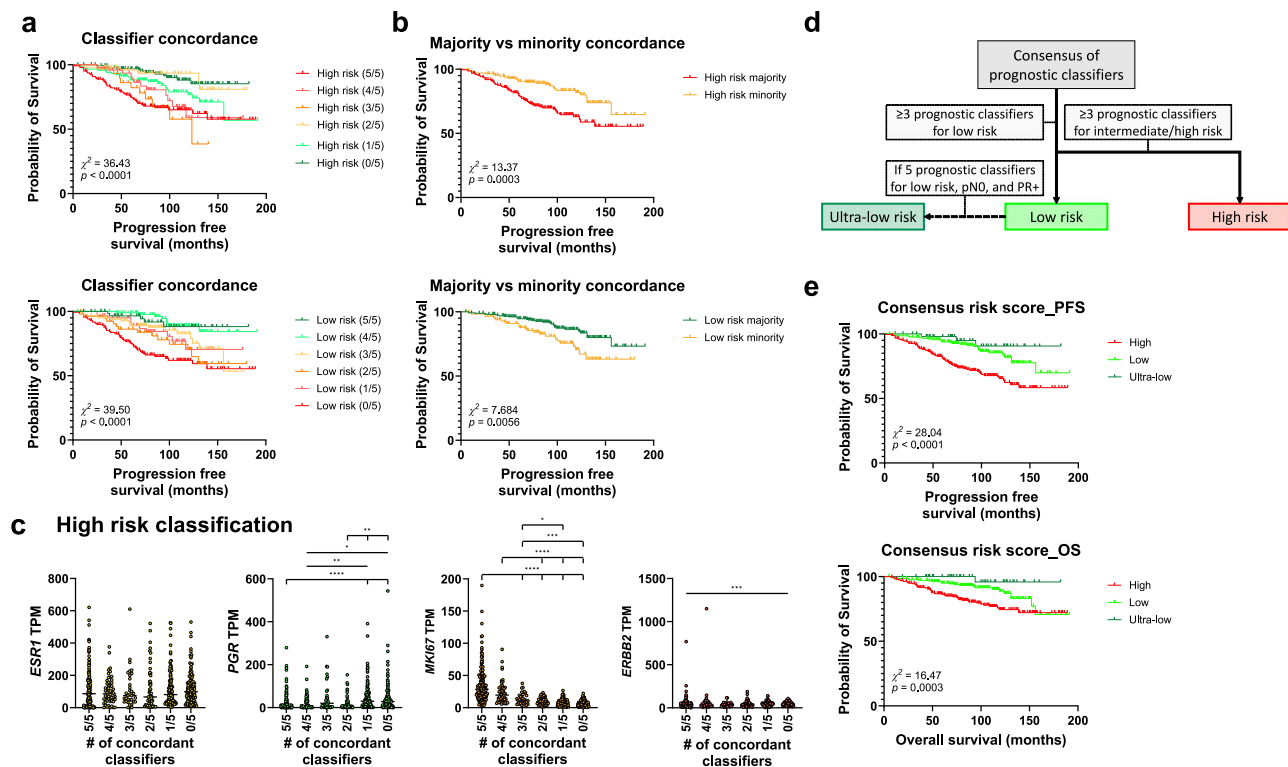 a
Classifier concordance
Probability of Survival
100
50
0
0
50
100
150
200
χ² = 36.43
p < 0.0001
Progression free
survival (months)
High risk (5/5)
High risk (4/5)
High risk (3/5)
High risk (2/5)
High risk (1/5)
High risk (0/5)
Classifier concordance
Probability of Survival
100
50
0
0
50
100
150
200
χ² = 39.50
p < 0.0001
Progression free
survival (months)
Low risk (5/5)
Low risk (4/5)
Low risk (3/5)
Low risk (2/5)
Low risk (1/5)
Low risk (0/5)
b
Majority vs minority concordance
Probability of Survival
100
50
0
0
50
100
150
200
χ² = 13.37
p = 0.0003
Progression free
survival (months)
High risk majority
High risk minority
Majority vs minority concordance
Probability of Survival
100
50
0
0
50
100
150
200
χ² = 7.684
p = 0.0056
Progression free
survival (months)
Low risk majority
Low risk minority
c High risk classification
ESR1 TPM
800
600
400
200
0
5/5
4/5
3/5
2/5
1/5
0/5
# of concordant
classifiers
**
*
**
****
PGR TPM
600
400
200
0
5/5
4/5
3/5
2/5
1/5
0/5
# of concordant
classifiers
*
***
****
****
MKI67 TPM
200
150
100
50
0
5/5
4/5
3/5
2/5
1/5
0/5
# of concordant
classifiers
***
ERBB2 TPM
1500
1000
500
0
5/5
4/5
3/5
2/5
1/5
0/5
# of concordant
classifiers
d
Consensus of
prognostic classifiers
≥3 prognostic classifiers
for low risk
≥3 prognostic classifiers
for intermediate/high risk
If 5 prognostic classifiers
for low risk, pN0, and PR+
Ultra-low risk
Low risk
High risk
e
Consensus risk score_PFS
Probability of Survival
100
50
0
0
50
100
150
200
χ² = 28.04
p < 0.0001
Progression free
survival (months)
High
Low
Ultra-low
Consensus risk score_OS
Probability of Survival
100
50
0
0
50
100
150
200
χ² = 16.47
p = 0.0003
Overall survival (months)
High
Low
Ultra-low